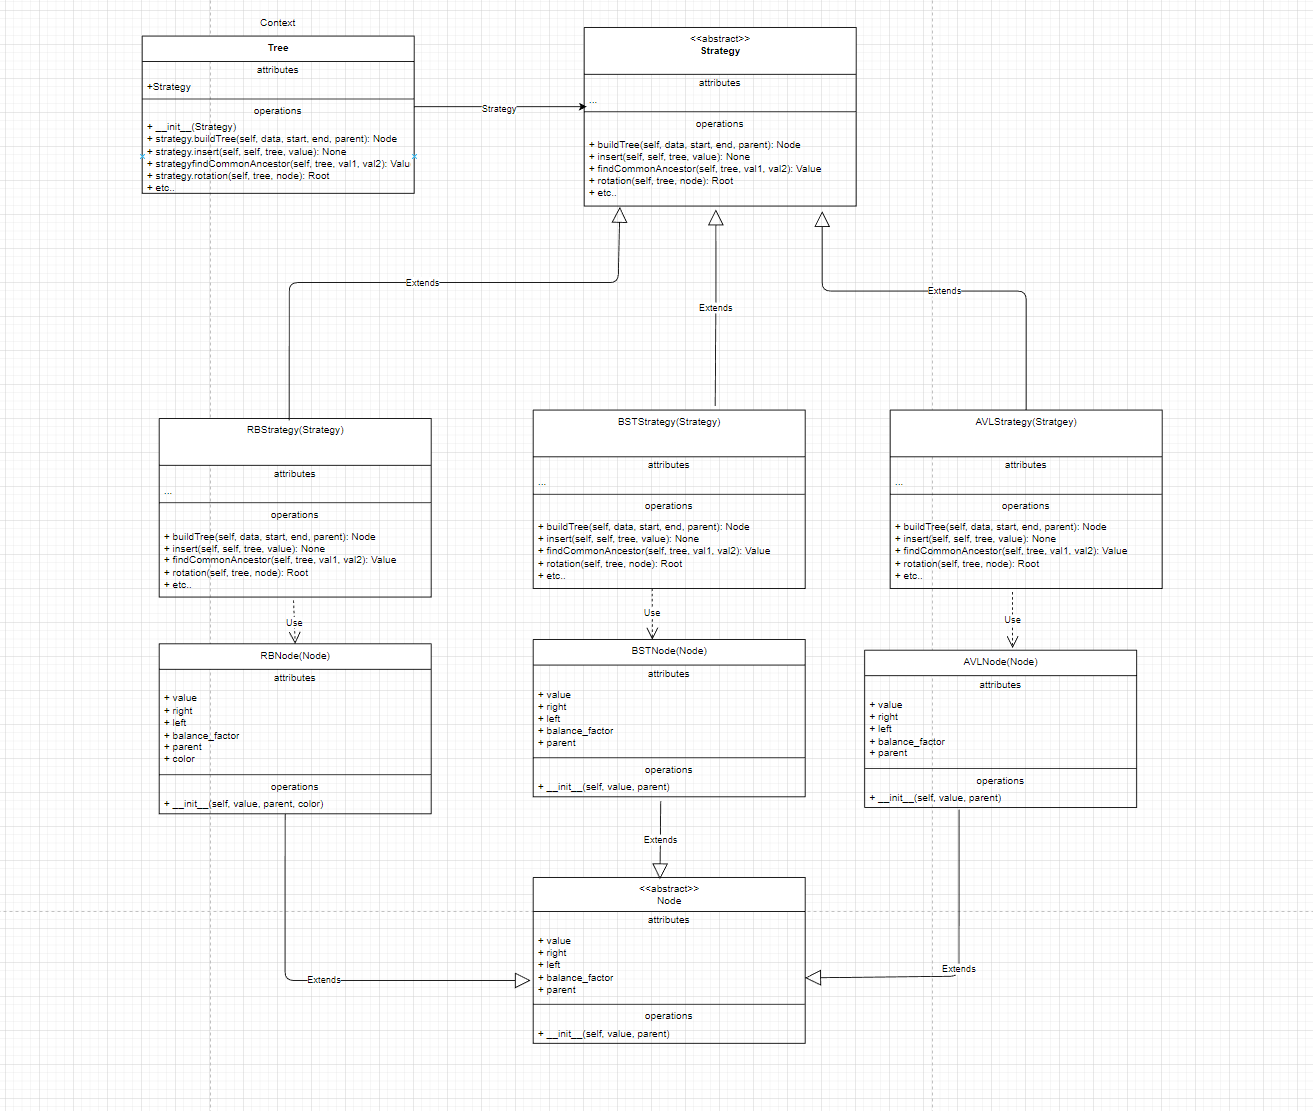 Context
Tree
attributes
+Strategy
operations
+ __init__(Strategy)
+ strategy.buildTree(self, data, start, end, parent): Node
+ strategy.insert(self, self, tree, value): None
+ strategyfindCommonAncestor(self, tree, val1, val2): Valu
+ strategy.rotation(self, tree, node): Root
+ etc..
Strategy
<<abstract>>
Strategy
attributes
...
operations
+ buildTree(self, data, start, end, parent): Node
+ insert(self, self, tree, value): None
+ findCommonAncestor(self, tree, val1, val2): Value
+ rotation(self, tree, node): Root
+ etc..
Extends
Extends
Extends
RBStrategy(Strategy)
attributes
...
operations
+ buildTree(self, data, start, end, parent): Node
+ insert(self, self, tree, value): None
+ findCommonAncestor(self, tree, val1, val2): Value
+ rotation(self, tree, node): Root
+ etc..
BSTStrategy(Strategy)
attributes
...
operations
+ buildTree(self, data, start, end, parent): Node
+ insert(self, self, tree, value): None
+ findCommonAncestor(self, tree, val1, val2): Value
+ rotation(self, tree, node): Root
+ etc..
AVLStrategy(Stratgey)
attributes
...
operations
+ buildTree(self, data, start, end, parent): Node
+ insert(self, self, tree, value): None
+ findCommonAncestor(self, tree, val1, val2): Value
+ rotation(self, tree, node): Root
+ etc..
Use
Use
Use
RBNode(Node)
attributes
+ value
+ right
+ left
+ balance_factor
+ parent
+ color
operations
+ __init__(self, value, parent, color)
BSTNode(Node)
attributes
+ value
+ right
+ left
+ balance_factor
+ parent
operations
+ __init__(self, value, parent)
AVLNode(Node)
attributes
+ value
+ right
+ left
+ balance_factor
+ parent
operations
+ __init__(self, value, parent)
Extends
Extends
Extends
<<abstract>>
Node
attributes
+ value
+ right
+ left
+ balance_factor
+ parent
operations
+ __init__(self, value, parent)